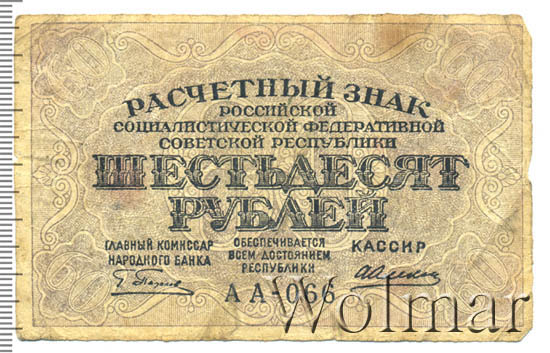 РАСЧЕТНЫЙ ЗНАК
РОССИЙСКОЙ
СОЦИАЛИСТИЧЕСКОЙ ФЕДЕРАТИВНОЙ
СОВЕТСКОЙ РЕСПУБЛИКИ
ШЕСТЬДЕСЯТ
РУБЛЕЙ
ГЛАВНЫЙ КОМИССАР
НАРОДНОГО БАНКА
ОБЕСПЕЧИВАЕТСЯ
ВСЕМ ДОСТОЯНИЕМ
РЕСПУБЛИКИ
КАССИР
АА-066
Wolmar